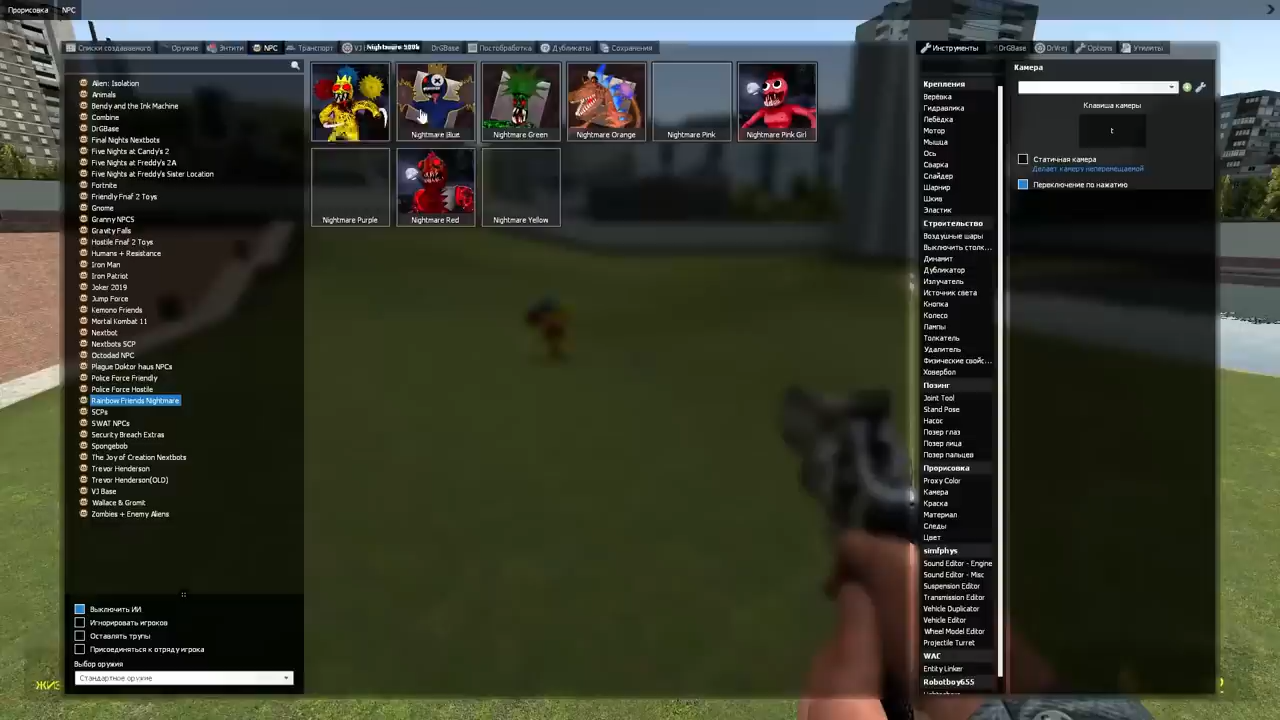 Прорисовка NPC
Списки создаваемого Оружие Энтити NPC Транспорт DrGBase Постобработка Дубликаты Сохранения
Инструменты DrGBase DrVrej Options Утилиты
Alien: Isolation
Animals
Bendy and the Ink Machine
Combine
DrGBase
Final Nights Nextbots
Five Nights at Candy's 2
Five Nights at Freddy's 2A
Five Nights at Freddy's Sister Location
Fortnite
Friendly Fnaf 2 Toys
Gnome
Granny NPCS
Gravity Falls
Hostile Fnaf 2 Toys
Humans + Resistance
Iron Man
Iron Patriot
Joker 2019
Jump Force
Kemono Friends
Mortal Kombat 11
Nextbot
Nextbots SCP
Octodad NPC
Plague Doktor haus NPCs
Police Force Friendly
Police Force Hostile
Rainbow Friends Nightmare
SCPs
SWAT NPCs
Security Breach Extras
Spongebob
The Joy of Creation Nextbots
Trevor Henderson
Trevor Henderson(OLD)
VJ Base
Wallace & Gromit
Zombies + Enemy Aliens
Выключить ИИ
Игнорировать игроков
Оставлять трупы
Присоединяться к отряду игрока
Выбор оружия
Стандартное оружие
Nightmare Blue
Nightmare Green
Nightmare Orange
Nightmare Pink
Nightmare Pink Girl
Nightmare Purple
Nightmare Red
Nightmare Yellow
Крепления
Верёвка
Гидравлика
Лебёдка
Мотор
Мышца
Ось
Сварка
Слайдер
Шарнир
Шкив
Эластик
Строительство
Воздушные шары
Выключить столк...
Динамит
Дубликатор
Излучатель
Источник света
Кнопка
Колесо
Лампы
Толкатель
Удалитель
Физические свойс...
Ховербол
Позинг
Joint Tool
Stand Pose
Насос
Позер глаз
Позер лица
Позер пальцев
Прорисовка
Proxy Color
Камера
Краска
Материал
Следы
Цвет
simfphys
Sound Editor - Engine
Sound Editor - Misc
Suspension Editor
Transmission Editor
Vehicle Duplicator
Vehicle Editor
Wheel Model Editor
Projectile Turret
WAC
Entity Linker
Robotboy655
Камера
Клавиша камеры
t
Статичная камера
Делает камеру неперемещаемой
Переключение по нажатию